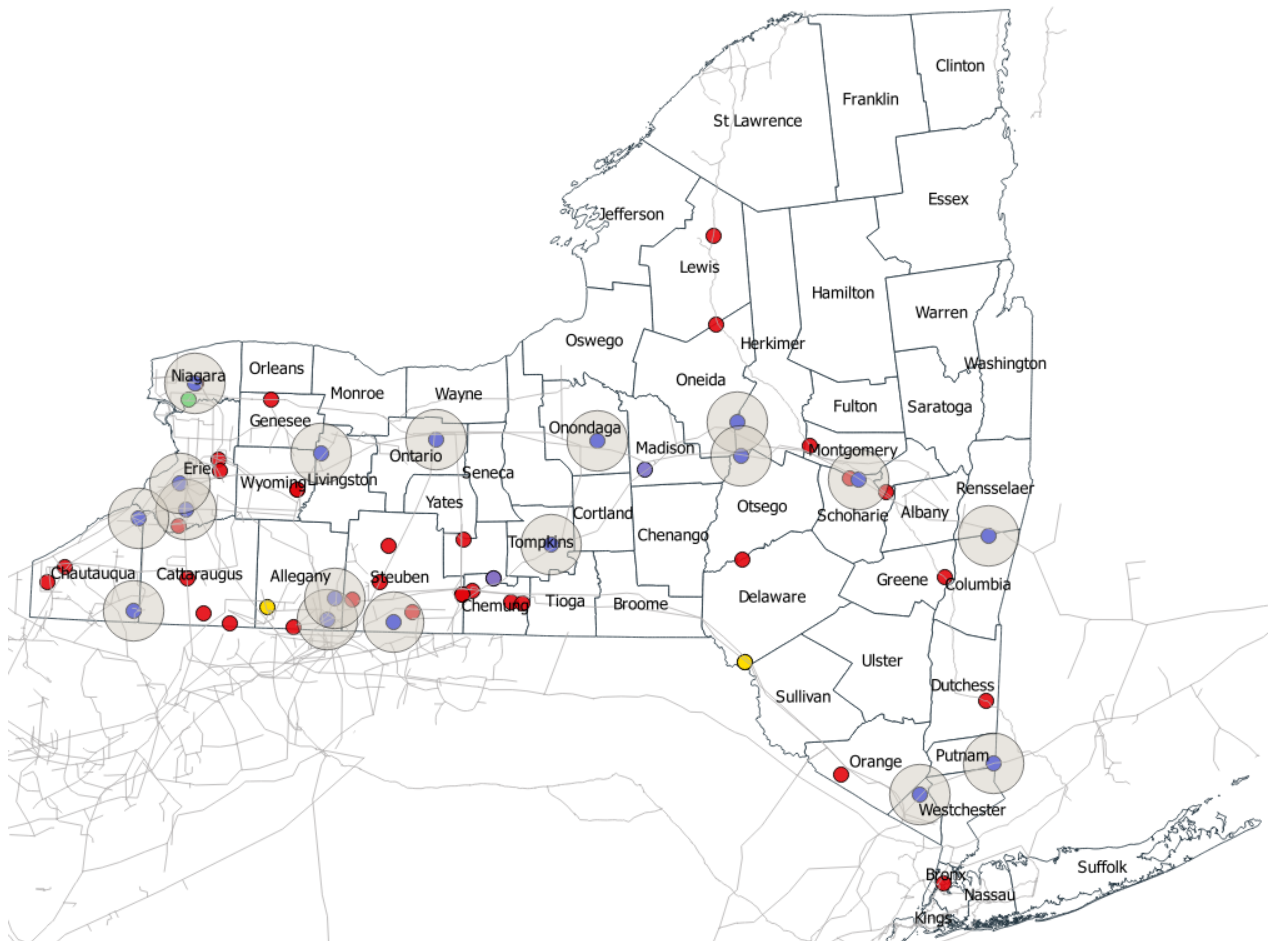 Clinton
Franklin
St Lawrence
Essex
Jefferson
Lewis
Hamilton
Warren
Oswego
Herkimer
Washington
Orleans
Niagara
Oneida
Monroe
Wayne
Fulton
Saratoga
Genesee
Onondaga
Madison
Montgomery
Ontario
Erie
Seneca
Wyoming
Livingston
Rensselaer
Yates
Otsego
Cortland
Schoharie
Albany
Chenango
Tompkins
Chautauqua
Cattaraugus
Allegany
Steuben
Greene
Columbia
Delaware
Chemung
Tioga
Broome
Ulster
Dutchess
Sullivan
Putnam
Orange
Westchester
Suffolk
Bronx
Nassau
Kings